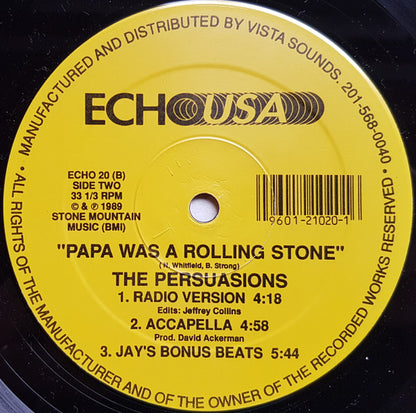 MANUFACTURED AND DISTRIBUTED BY VISTA SOUNDS. 201-568-0040 •
ECHO USA
ECHO 20 (B)
SIDE TWO
33 1/3 RPM
© & ℗ 1989
STONE MOUNTAIN
MUSIC (BMI)
9601-21020-1
"PAPA WAS A ROLLING STONE"
(N. Whitfield, B. Strong)
THE PERSUASIONS
1. RADIO VERSION 4:18
Edits: Jeffrey Collins
2. ACCAPELLA 4:58
Prod. David Ackerman
3. JAY'S BONUS BEATS 5:44
• ALL RIGHTS OF THE MANUFACTURER AND OF THE OWNER OF THE RECORDED WORKS RESERVED